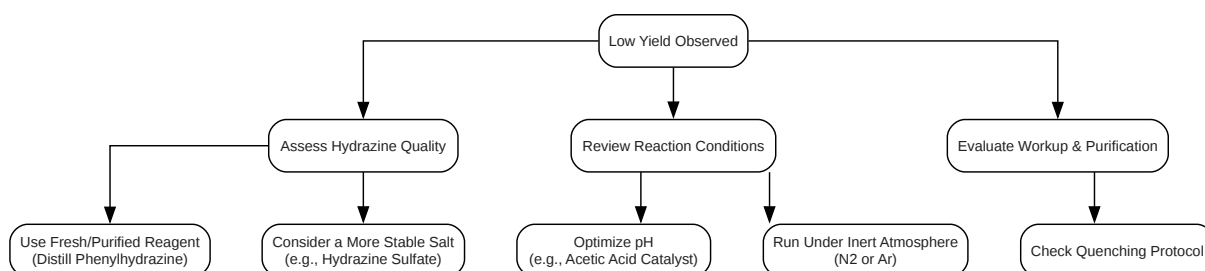 Low Yield Observed
Assess Hydrazine Quality
Review Reaction Conditions
Evaluate Workup & Purification
Use Fresh/Purified Reagent
(Distill Phenylhydrazine)
Consider a More Stable Salt
(e.g., Hydrazine Sulfate)
Optimize pH
(e.g., Acetic Acid Catalyst)
Run Under Inert Atmosphere
(N2 or Ar)
Check Quenching Protocol